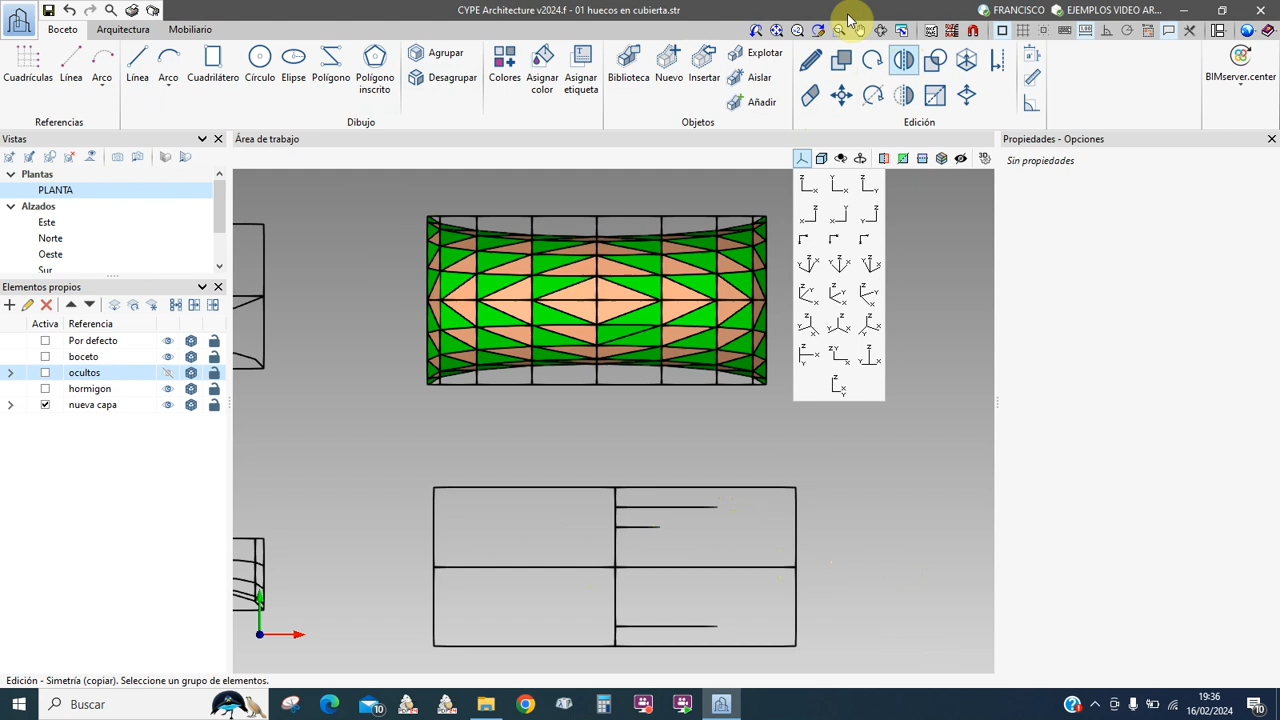 CYPE Architecture v2024.f - 01 huecos en cubierta.str
FRANCISCO
EJEMPLOS VIDEO AR...
Boceto
Arquitectura
Mobiliario
Cuadrículas
Línea
Arco
Línea
Arco
Cuadrilátero
Círculo
Elipse
Polígono
Polígono
inscrito
Agrupar
Desagrupar
Colores
Asignar
color
Asignar
etiqueta
Biblioteca
Nuevo
Insertar
Explotar
Aislar
Añadir
BIMserver.center
Referencias
Dibujo
Objetos
Edición
Vistas
Área de trabajo
Propiedades - Opciones
Sin propiedades
Plantas
PLANTA
Alzados
Este
Norte
Oeste
Sur
Elementos propios
Activa
Referencia
Por defecto
boceto
ocultos
hormigon
nueva capa
Edición - Simetría (copiar). Seleccione un grupo de elementos.
Buscar
10
19:36
16/02/2024
10